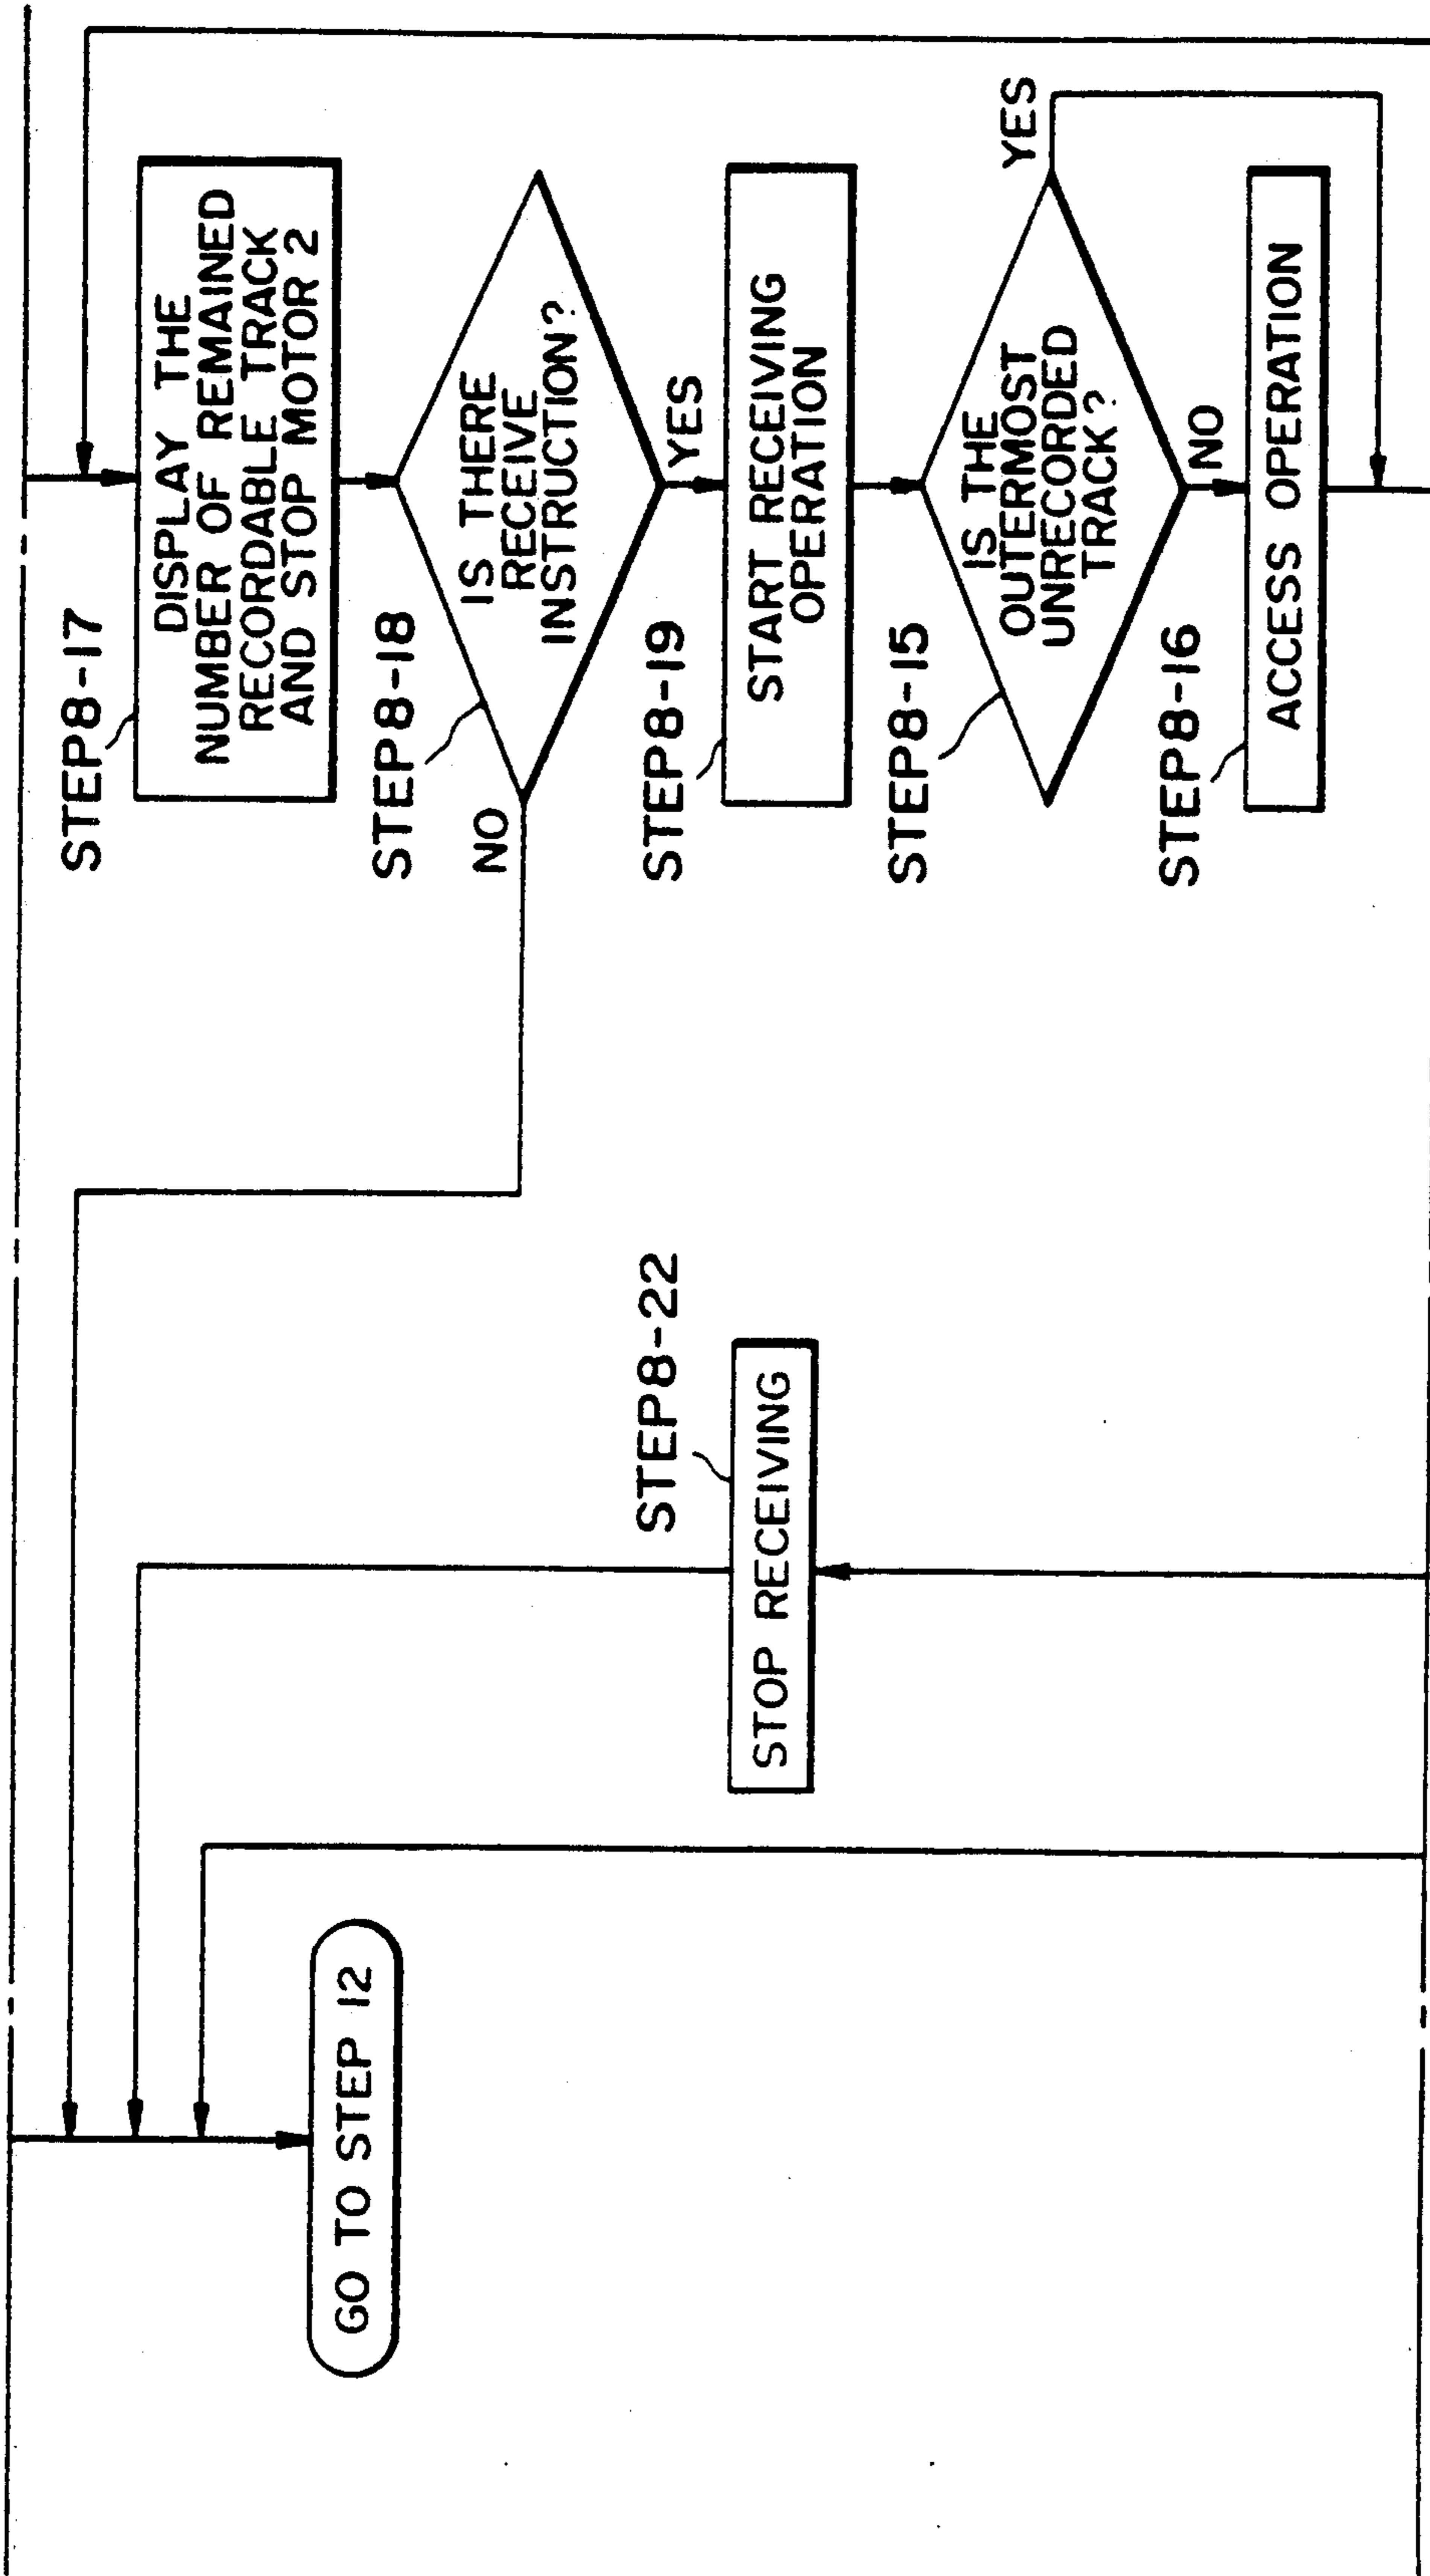 STEP8-17
DISPLAY THE
NUMBER OF REMAINED
RECORDABLE TRACK
AND STOP MOTOR 2
STEP8-18
IS THERE
RECEIVE
INSTRUCTION?
NO
YES
STEP8-19
START RECEIVING
OPERATION
STEP8-15
IS THE
OUTERMOST
UNRECORDED
TRACK?
YES
NO
STEP8-16
ACCESS OPERATION
STEP8-22
STOP RECEIVING
GO TO STEP 12